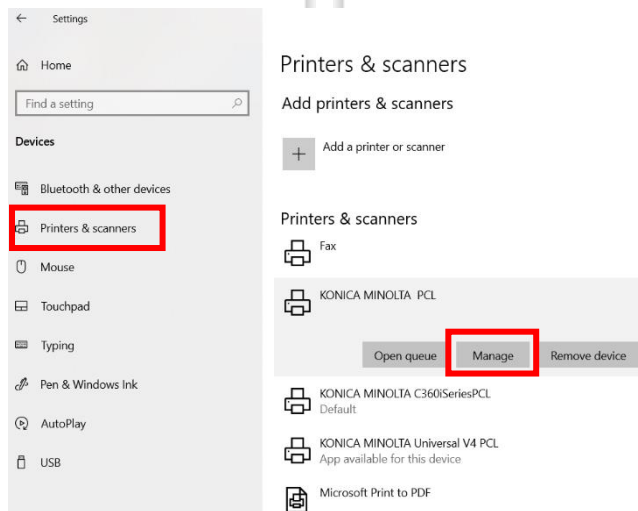 Settings
Home
Find a setting
Devices
Bluetooth & other devices
Printers & scanners
Mouse
Touchpad
Typing
Pen & Windows Ink
AutoPlay
USB
Printers & scanners
Add printers & scanners
Add a printer or scanner
Printers & scanners
Fax
KONICA MINOLTA PCL
Open queue Manage Remove device
KONICA MINOLTA C360iSeriesPCL
Default
KONICA MINOLTA Universal V4 PCL
App available for this device
Microsoft Print to PDF